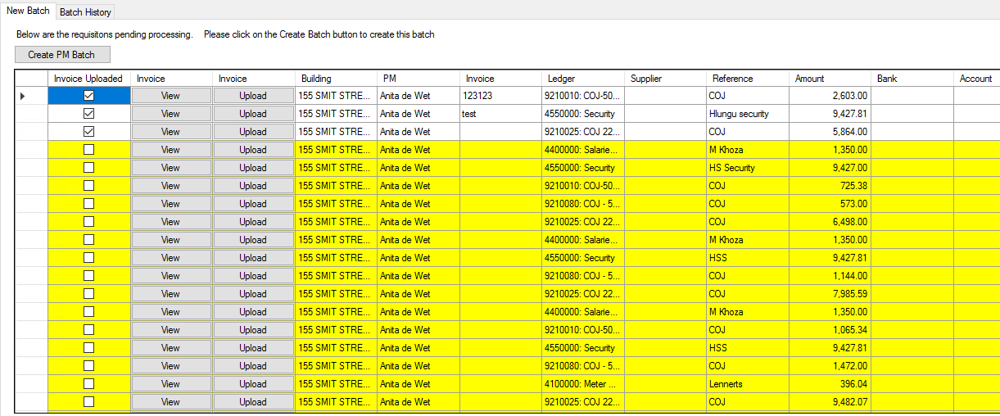 New Batch Batch History
Below are the requisitons pending processing. Please click on the Create Batch button to create this batch
Create PM Batch
Invoice Uploaded Invoice Invoice Building PM Invoice Ledger Supplier Reference Amount Bank Account
View Upload 155 SMIT STRE... Anita de Wet 123123 9210010: COJ-50... COJ 2,603.00
View Upload 155 SMIT STRE... Anita de Wet test 4550000: Security Hlungu security 9,427.81
View Upload 155 SMIT STRE... Anita de Wet 9210025: COJ 22... COJ 5,864.00
View Upload 155 SMIT STRE... Anita de Wet 4400000: Salarie... M Khoza 1,350.00
View Upload 155 SMIT STRE... Anita de Wet 4550000: Security HS Security 9,427.00
View Upload 155 SMIT STRE... Anita de Wet 9210010: COJ-50... COJ 725.38
View Upload 155 SMIT STRE... Anita de Wet 9210080: COJ - 5... COJ 573.00
View Upload 155 SMIT STRE... Anita de Wet 9210025: COJ 22... COJ 6,498.00
View Upload 155 SMIT STRE... Anita de Wet 4400000: Salarie... M Khoza 1,350.00
View Upload 155 SMIT STRE... Anita de Wet 4550000: Security HSS 9,427.81
View Upload 155 SMIT STRE... Anita de Wet 9210080: COJ - 5... COJ 1,144.00
View Upload 155 SMIT STRE... Anita de Wet 9210025: COJ 22... COJ 7,985.59
View Upload 155 SMIT STRE... Anita de Wet 4400000: Salarie... M Khoza 1,350.00
View Upload 155 SMIT STRE... Anita de Wet 9210010: COJ-50... COJ 1,065.34
View Upload 155 SMIT STRE... Anita de Wet 4550000: Security HSS 9,427.81
View Upload 155 SMIT STRE... Anita de Wet 9210080: COJ - 5... COJ 1,472.00
View Upload 155 SMIT STRE... Anita de Wet 4100000: Meter ... Lennerts 396.04
View Upload 155 SMIT STRE... Anita de Wet 9210025: COJ 22... COJ 9,482.07